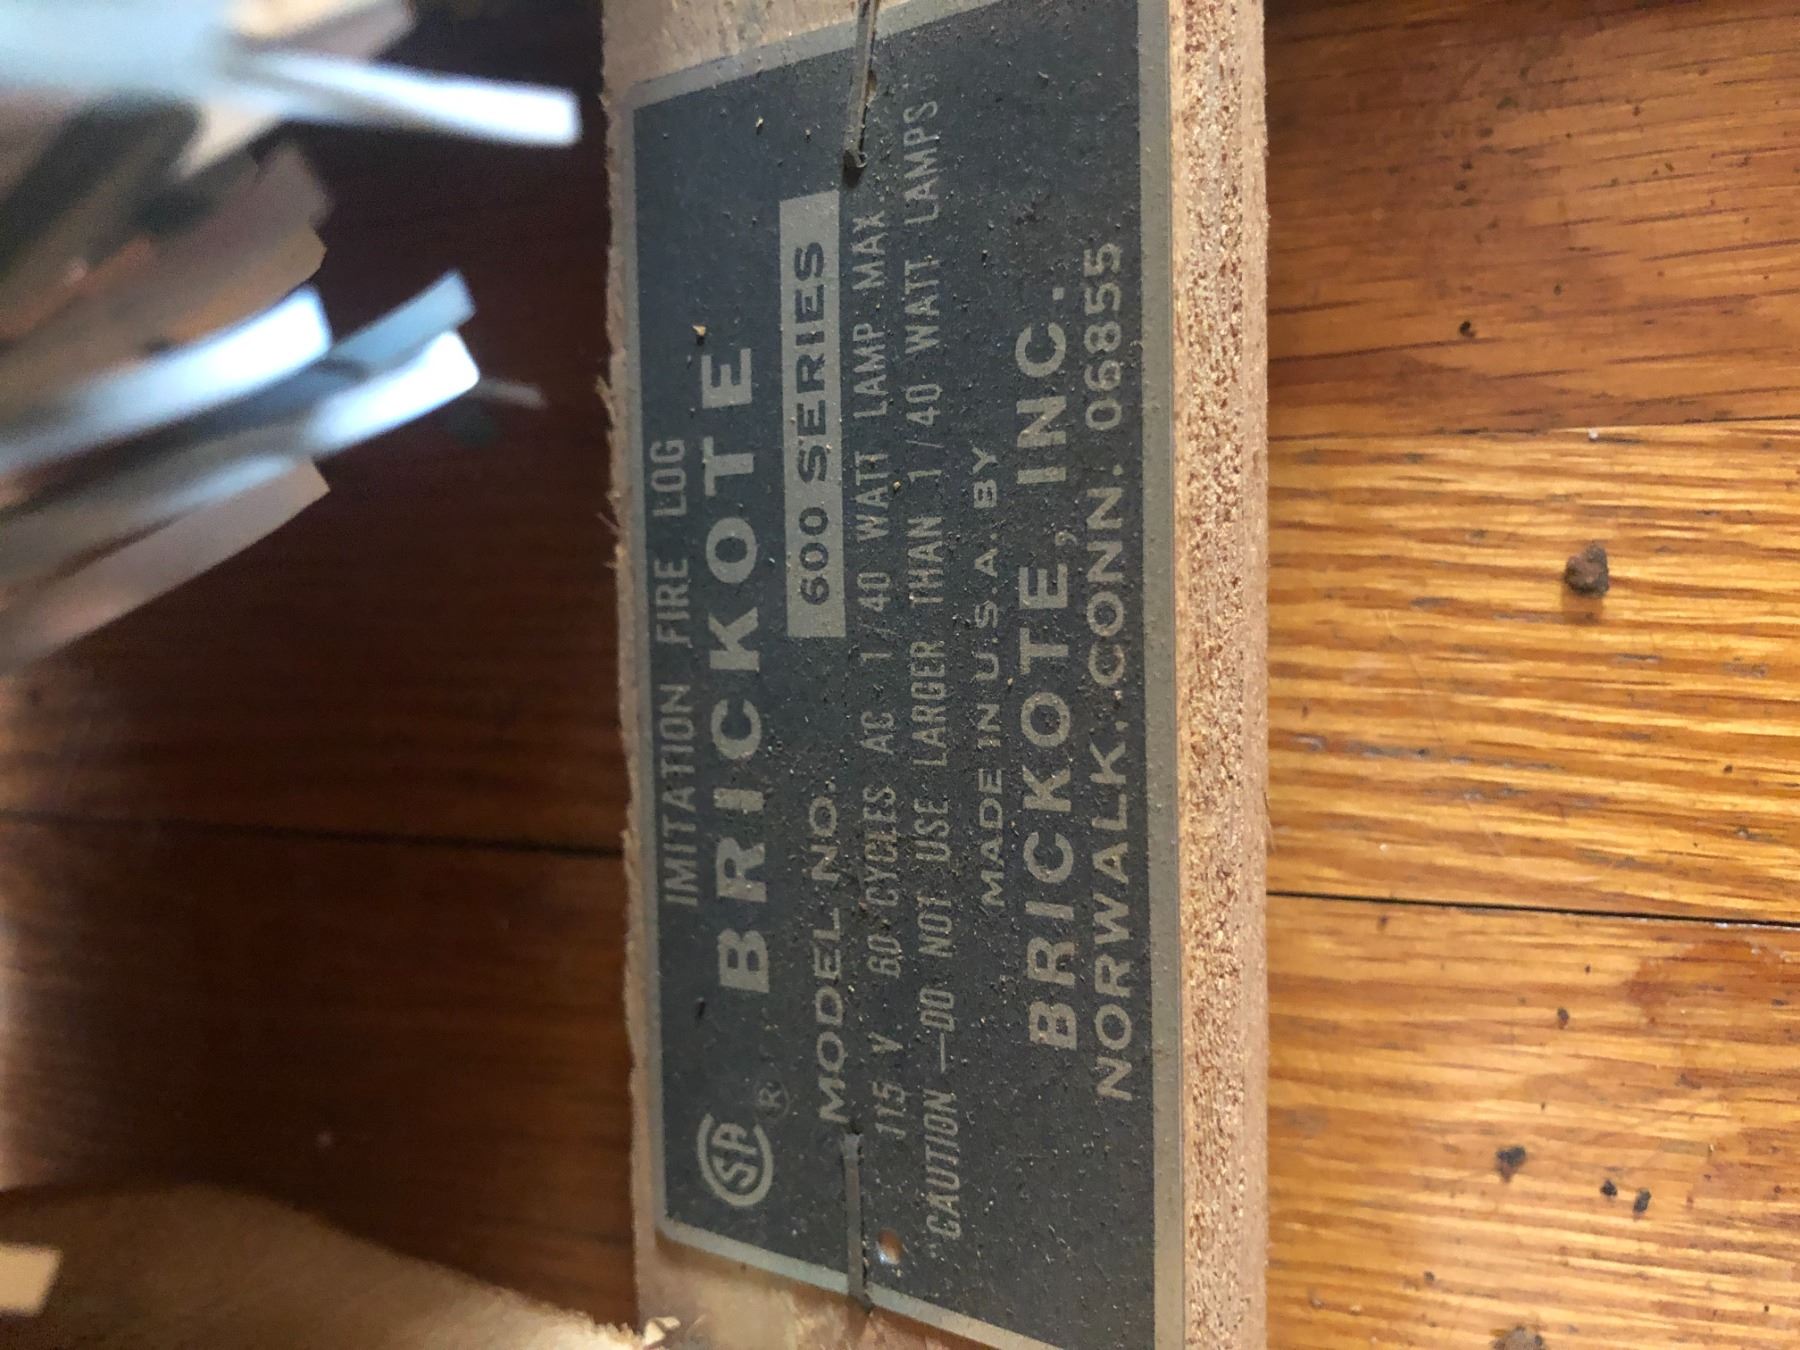 IMITATION FIRE LOG
SA ® BRICKOTE
MODEL NO. 600 SERIES
115 V 60 CYCLES AC 1/40 WATT LAMP MAX.
"CAUTION—DO NOT USE LARGER THAN 1/40 WATT LAMPS"
MADE IN U.S.A. BY
BRICKOTE, INC.
NORWALK, CONN. 06855